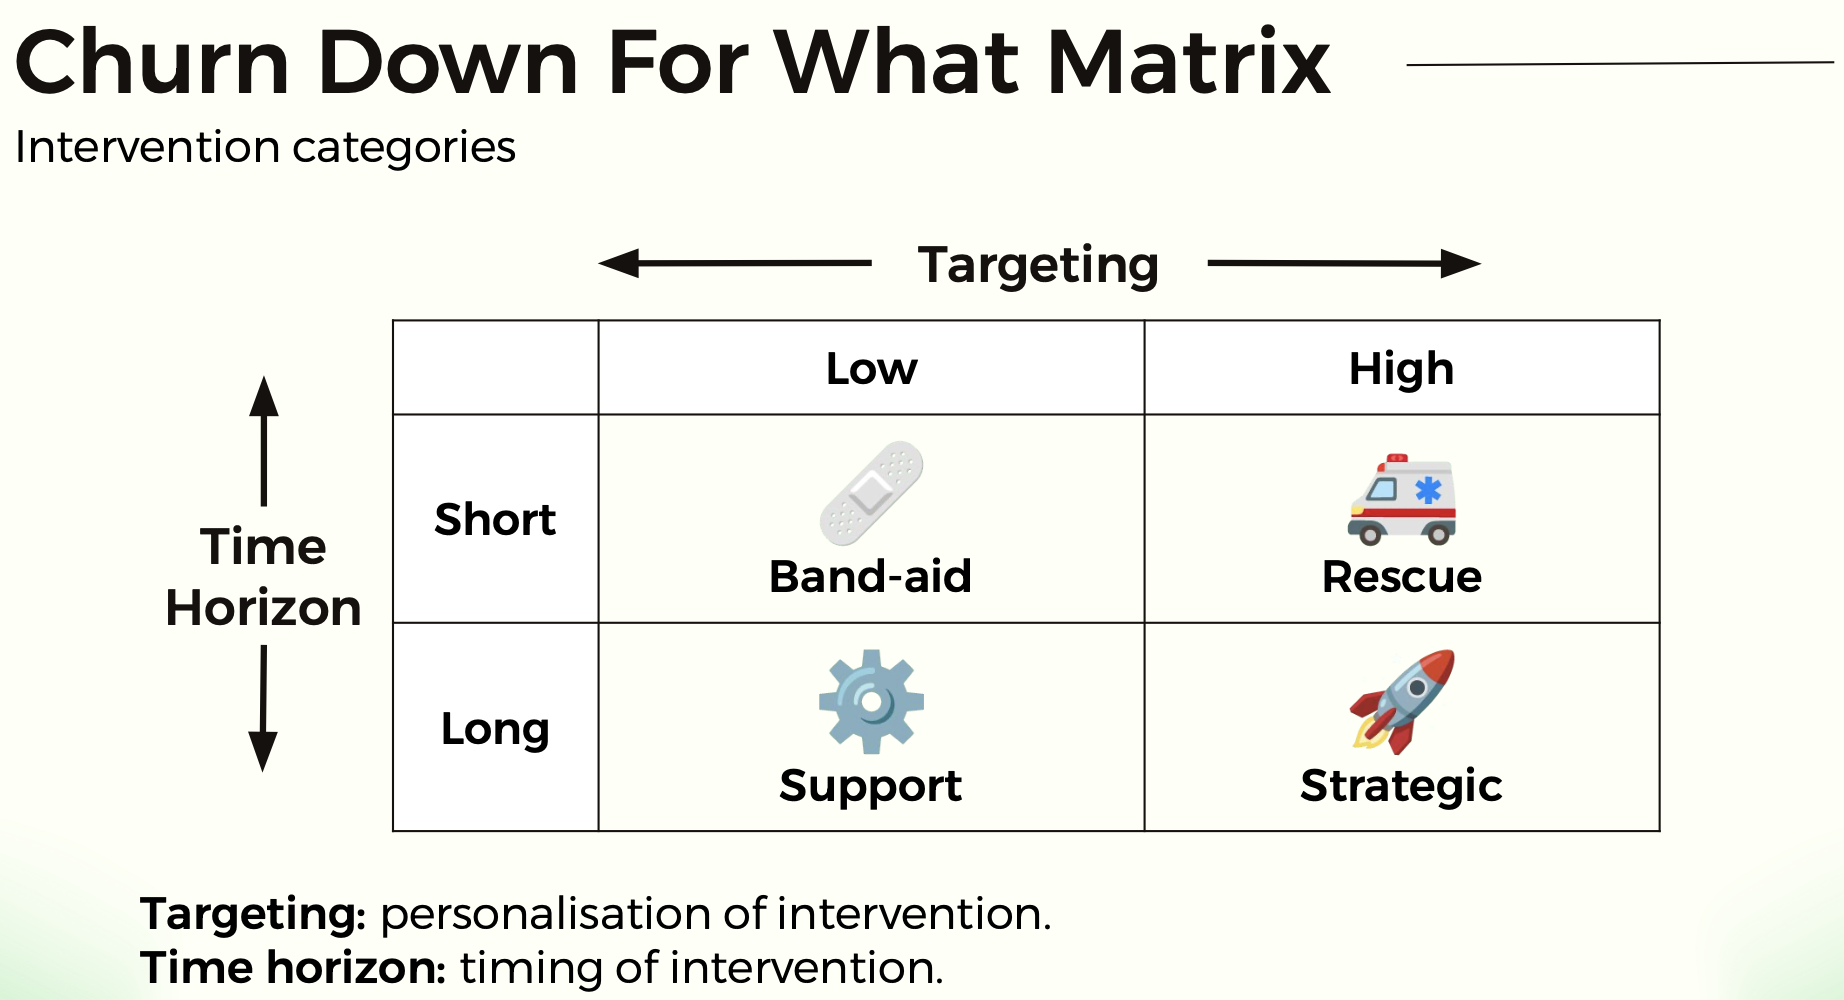 Churn Down For What Matrix
Intervention categories
Targeting
Low
High
Time
Horizon
Short
Band-aid
Rescue
Long
Support
Strategic
Targeting: personalisation of intervention.
Time horizon: timing of intervention.